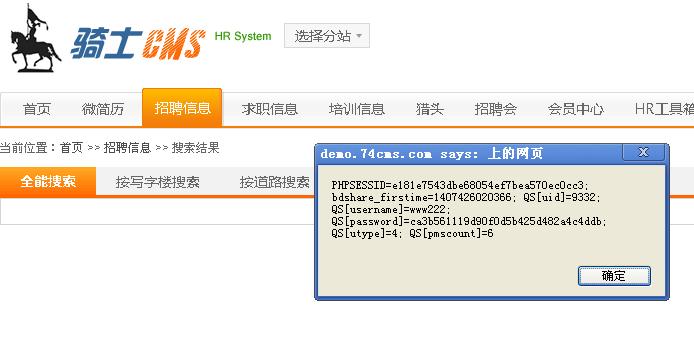 骑士CMS HR System 选择分站
首页 微简历 招聘信息 求职信息 培训信息 猎头 招聘会 会员中心 HR工具箱
当前位置：首页 >> 招聘信息 >> 搜索结果
全能搜索 按写字楼搜索 按道路搜索
demo.74cms.com says: 上的网页
PHPSESSID=e181e7543dbe68054ef7bea570ec0cc3;
bdshare_firstime=1407426020366; QS[uid]=9332;
QS[username]=www222;
QS[password]=ca3b561119d90f0d5b425d482a4c4ddb;
QS[utype]=4; QS[pmscount]=6
确定